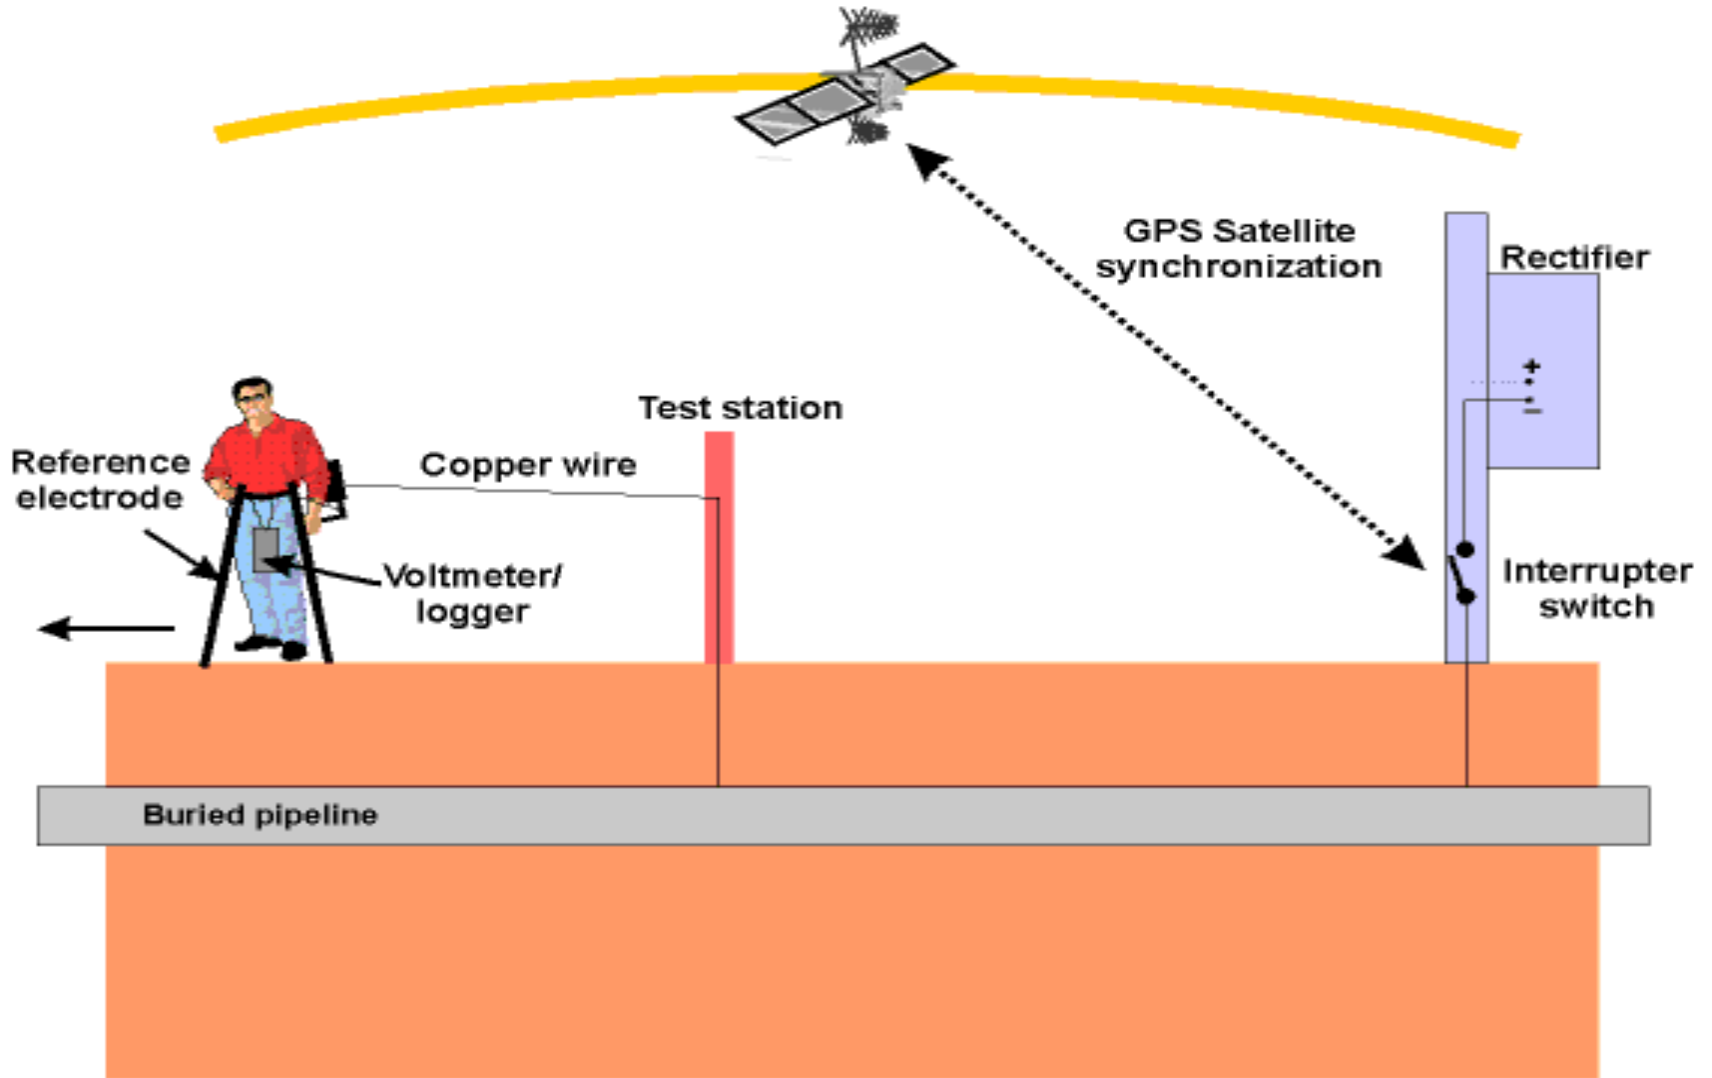 GPS Satellite
synchronization
Rectifier
+
–
Test station
Reference
electrode
Copper wire
Voltmeter/
logger
Interrupter
switch
Buried pipeline